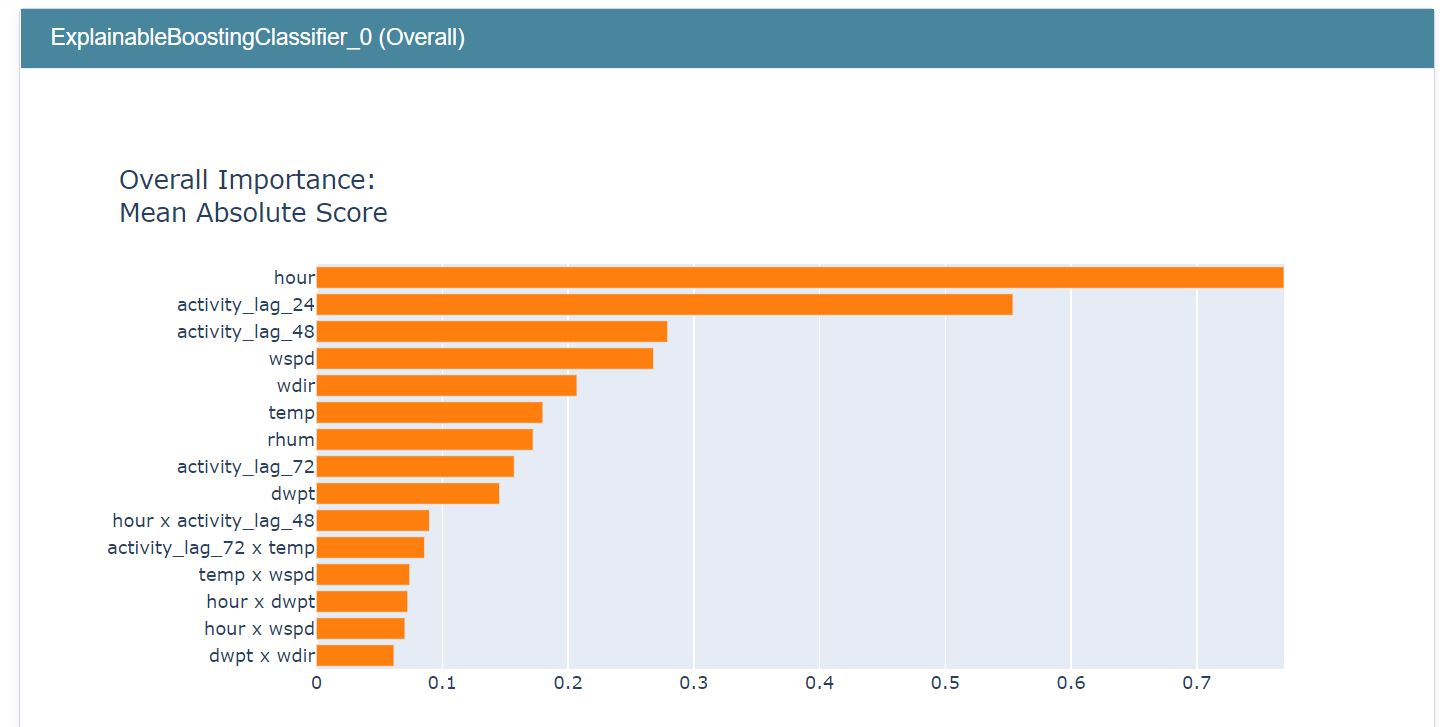 ExplainableBoostingClassifier_0 (Overall)
Overall Importance:
Mean Absolute Score
hour
activity_lag_24
activity_lag_48
wspd
wdir
temp
rhum
activity_lag_72
dwpt
hour x activity_lag_48
activity_lag_72 x temp
temp x wspd
hour x dwpt
hour x wspd
dwpt x wdir
0 0.1 0.2 0.3 0.4 0.5 0.6 0.7